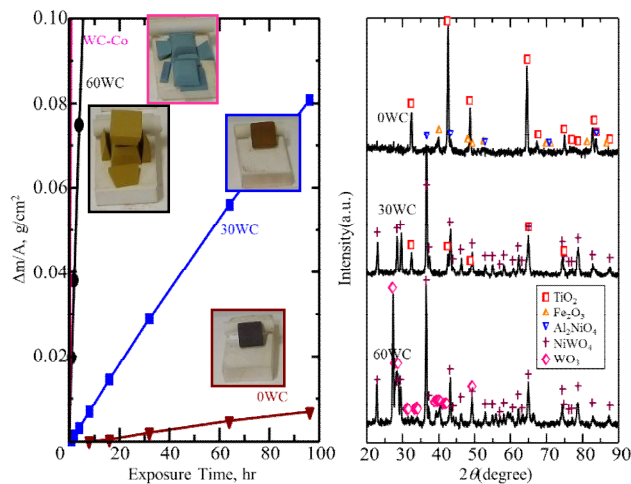 Δm/A, g/cm²
0.10
0.08
0.06
0.04
0.02
0
20
40
60
80
100
Exposure Time, hr
WC-Co
60WC
30WC
0WC
Intensity(a.u.)
0WC
30WC
60WC
TiO₂
Fe₂O₃
Al₂NiO₄
NiWO₄
WO₃
20
30
40
50
60
70
80
90
2θ(degree)